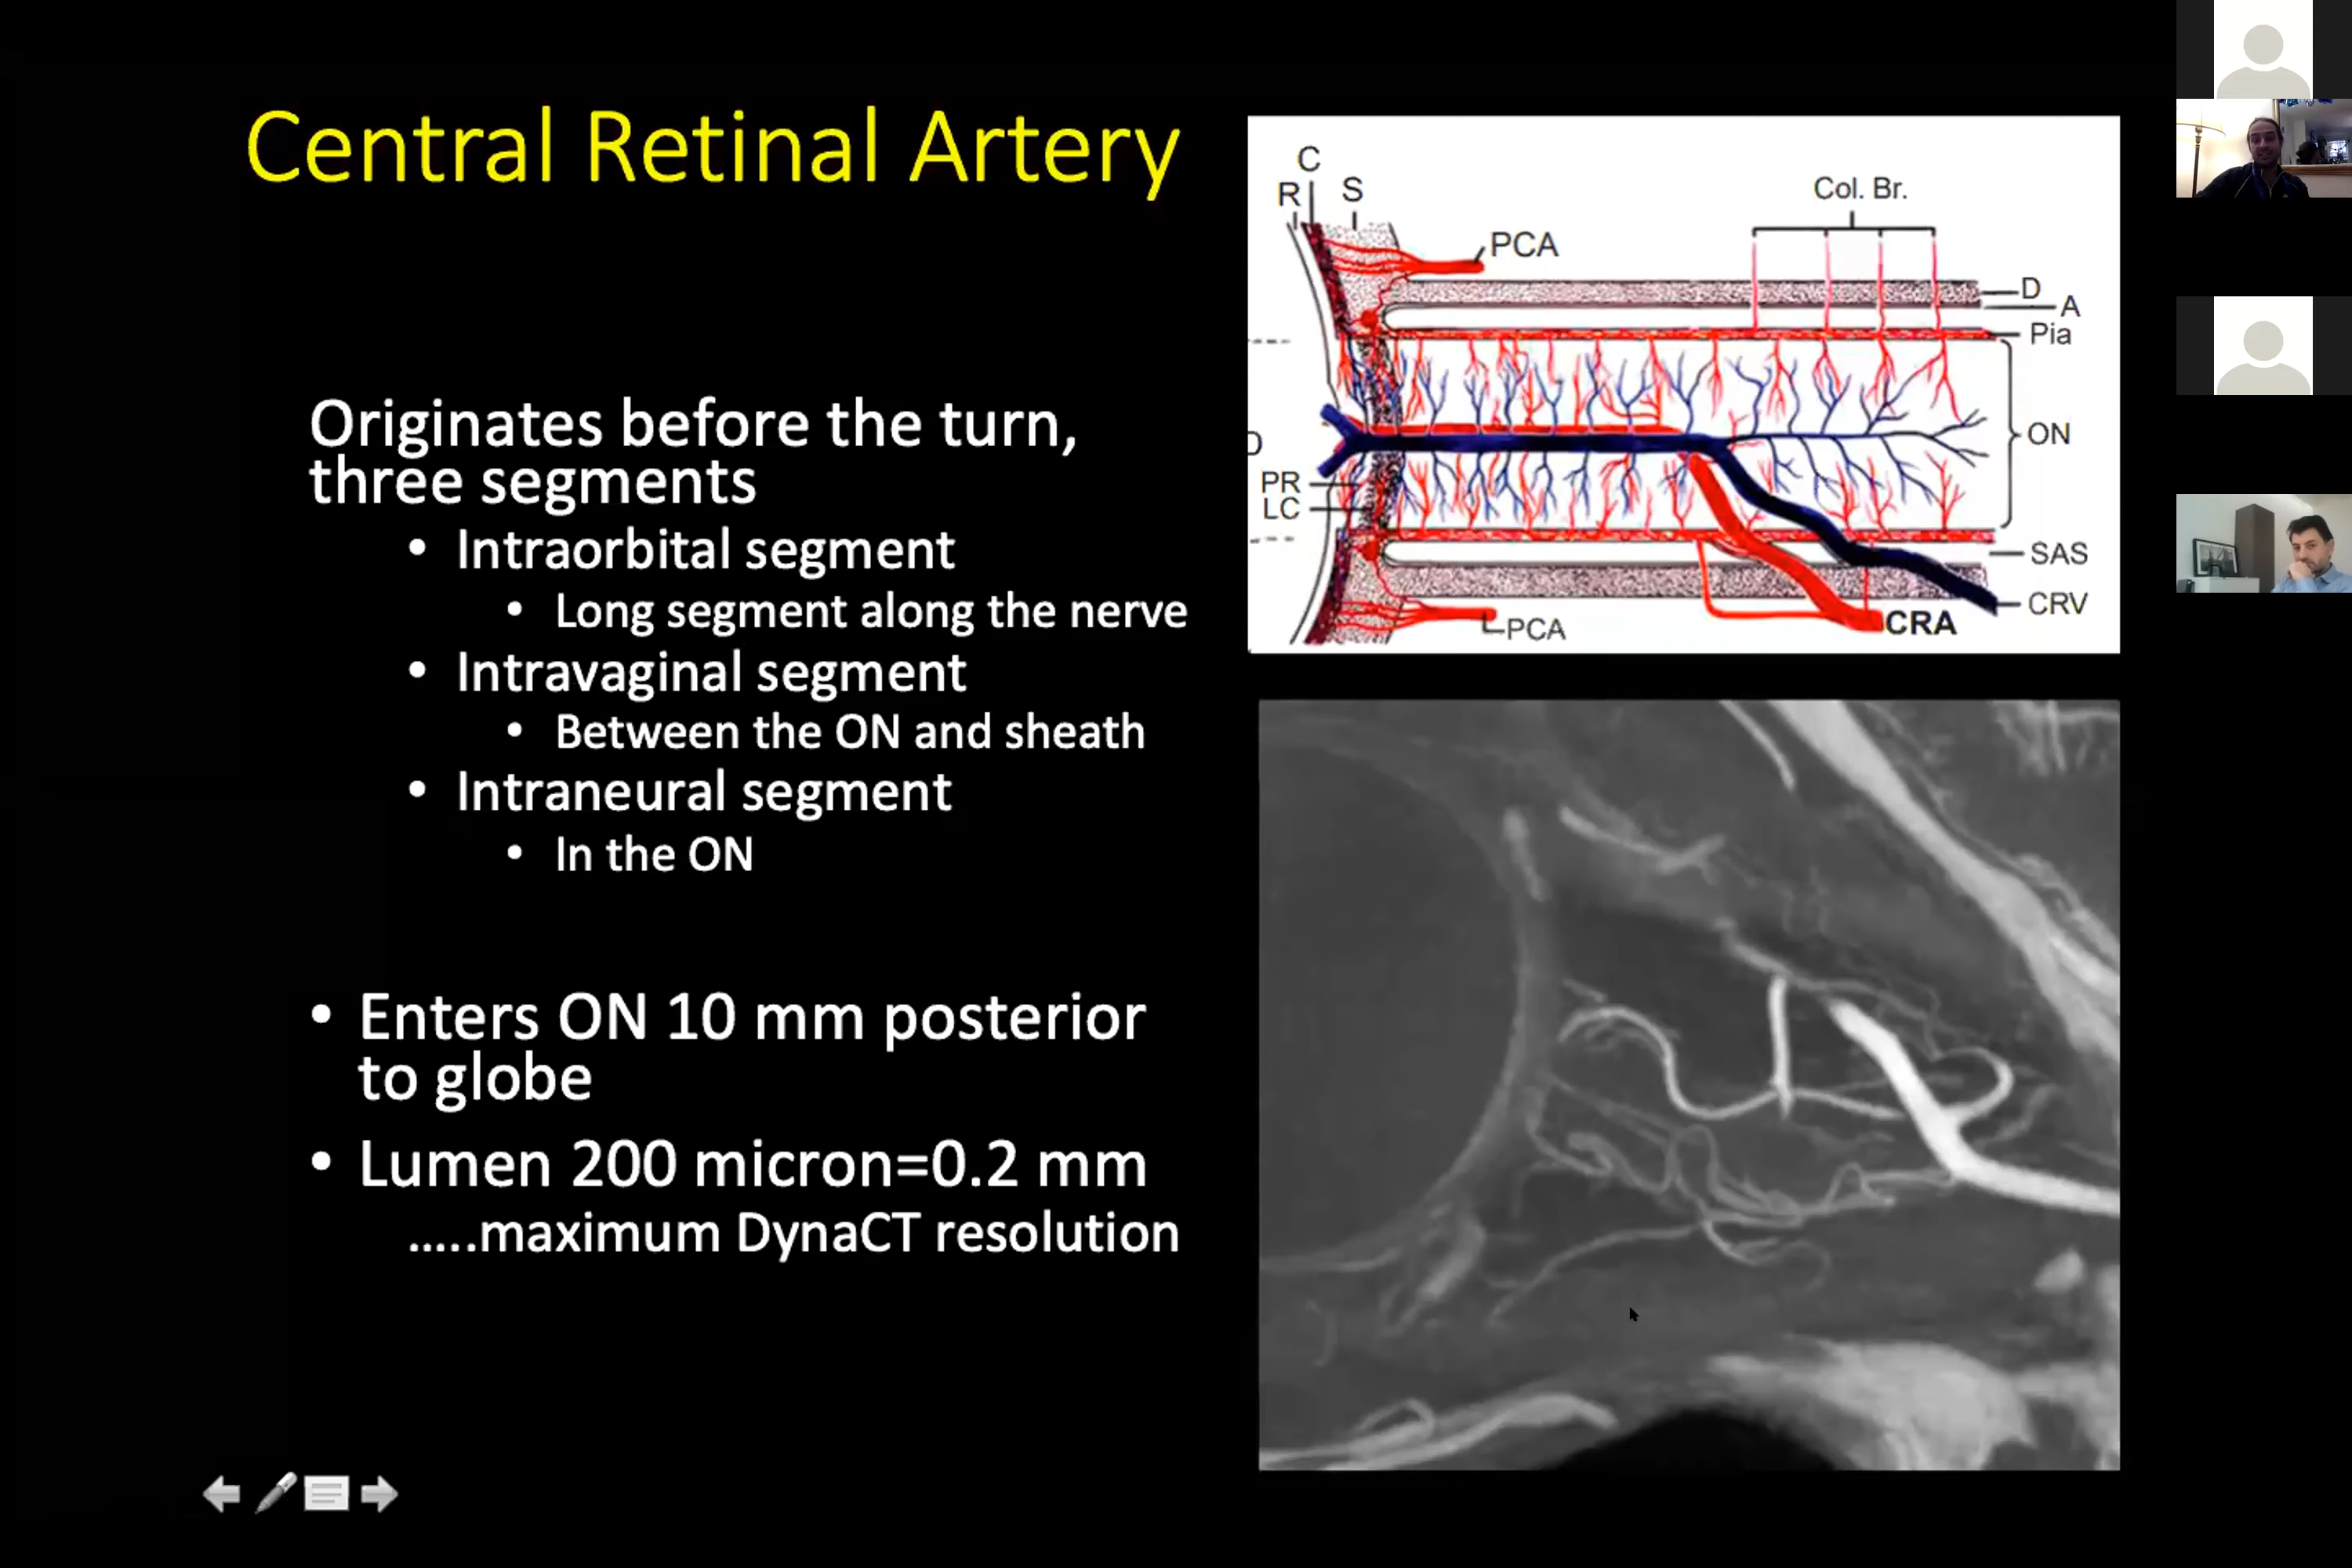 Central Retinal Artery
Originates before the turn,
three segments
• Intraorbital segment
• Long segment along the nerve
• Intravaginal segment
• Between the ON and sheath
• Intraneural segment
• In the ON
• Enters ON 10 mm posterior
to globe
• Lumen 200 micron=0.2 mm
.....maximum DynaCT resolution
C
R
S
Col. Br.
PCA
D
A
Pia
ON
PR
LC
SAS
CRV
CRA
PCA